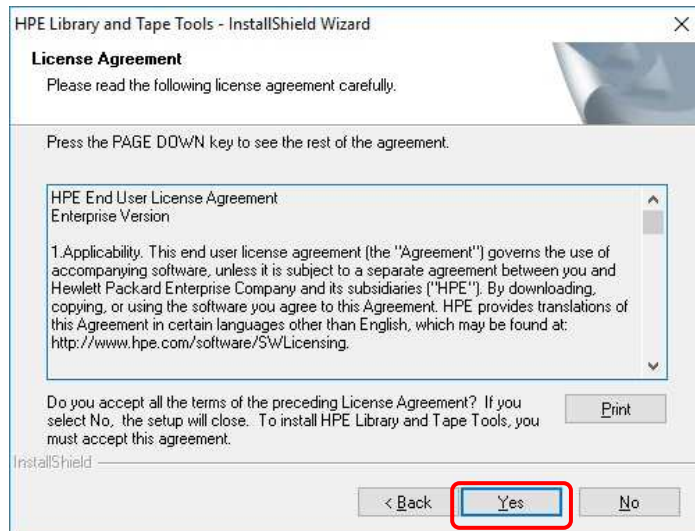 HPE Library and Tape Tools - InstallShield Wizard
License Agreement
Please read the following license agreement carefully.
Press the PAGE DOWN key to see the rest of the agreement.
HPE End User License Agreement
Enterprise Version
1.Applicability. This end user license agreement (the "Agreement") governs the use of
accompanying software, unless it is subject to a separate agreement between you and
Hewlett Packard Enterprise Company and its subsidiaries ("HPE"). By downloading,
copying, or using the software you agree to this Agreement. HPE provides translations of
this Agreement in certain languages other than English, which may be found at:
http://www.hpe.com/software/SWLicensing.
Do you accept all the terms of the preceding License Agreement? If you
select No, the setup will close. To install HPE Library and Tape Tools, you
must accept this agreement.
Print
InstallShield
< Back Yes No